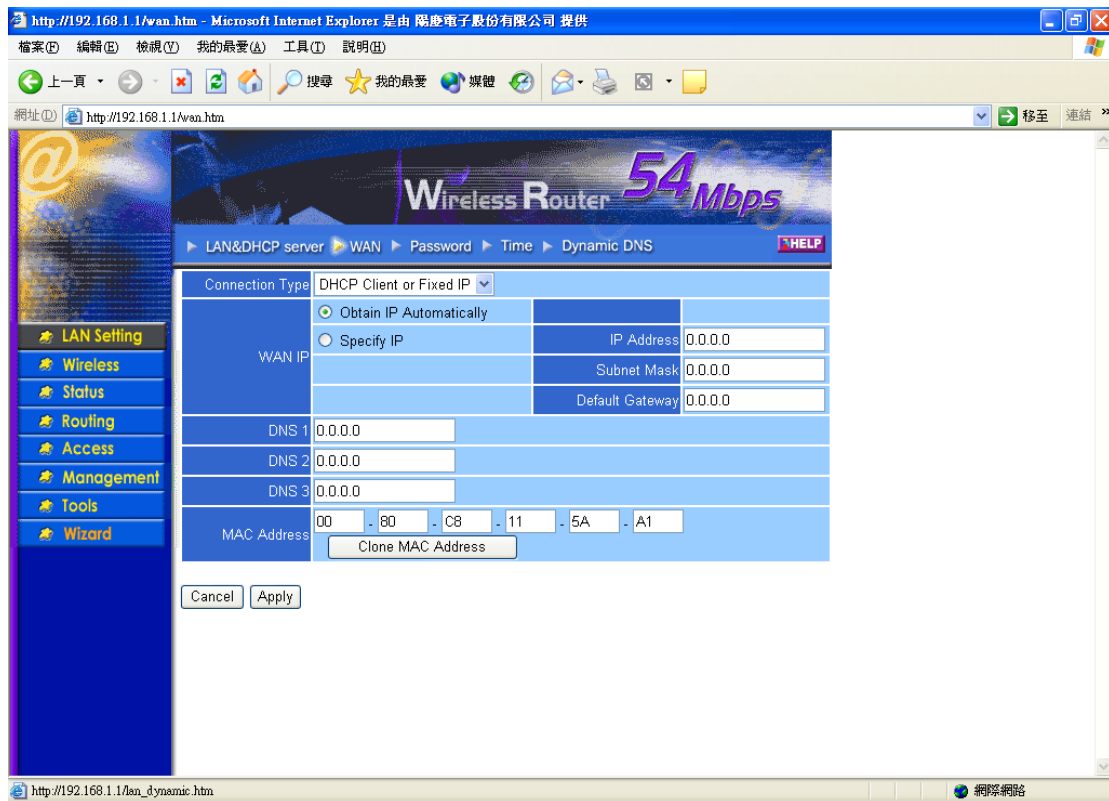 http://192.168.1.1/wan.htm - Microsoft Internet Explorer 是由 陽慶電子股份有限公司 提供
檔案(F) 編輯(E) 檢視(V) 我的最愛(A) 工具(T) 說明(H)
上一頁 搜尋 我的最愛 媒體
網址(D) http://192.168.1.1/wan.htm 移至 連結 »
@
Wireless Router 54Mbps
LAN&DHCP server WAN Password Time Dynamic DNS HELP
LAN Setting
Wireless
Status
Routing
Access
Management
Tools
Wizard
Connection Type DHCP Client or Fixed IP
WAN IP
Obtain IP Automatically
Specify IP IP Address 0.0.0.0
Subnet Mask 0.0.0.0
Default Gateway 0.0.0.0
DNS 1 0.0.0.0
DNS 2 0.0.0.0
DNS 3 0.0.0.0
MAC Address 00 - 80 - C8 - 11 - 5A - A1
Clone MAC Address
Cancel Apply
http://192.168.1.1/lan_dynamic.htm 網際網路